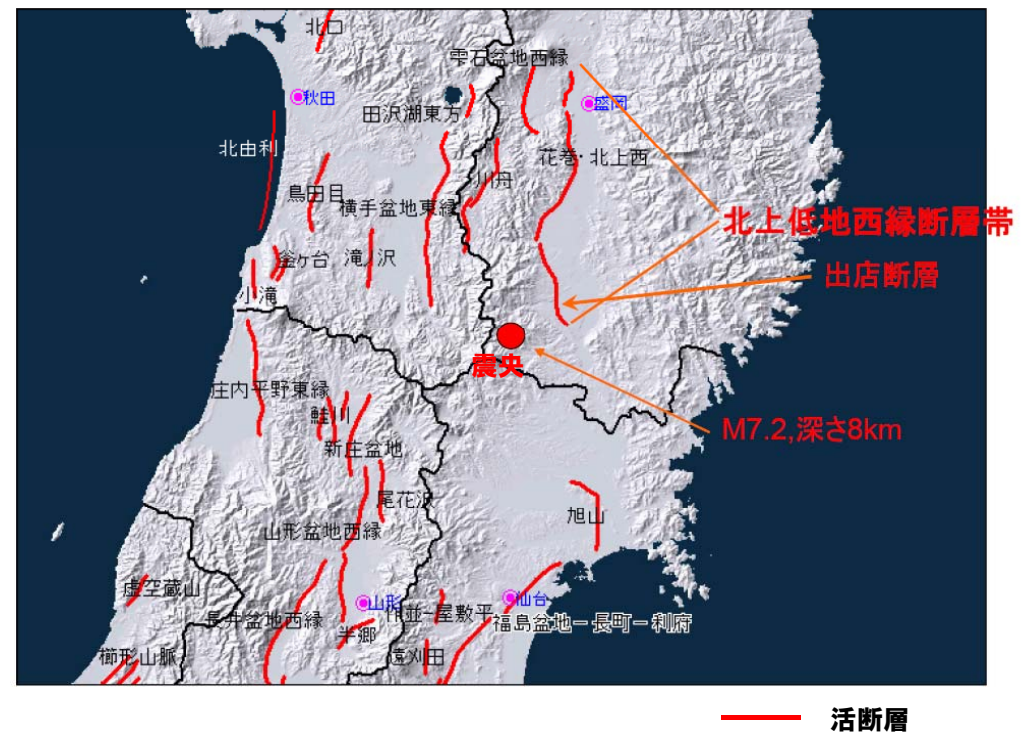 北口
雫石盆地西縁
秋田
盛岡
田沢湖東方
北由利
花巻・北上西
川舟
鳥田目
横手盆地東縁
北上低地西縁断層帯
釜ヶ台
滝ノ沢
出店断層
小滝
震央
庄内平野東縁
鮭川
M7.2,深さ8km
新庄盆地
尾花沢
旭山
山形盆地西縁
虚空蔵山
山形
仙台
長井盆地西縁
作並−屋敷平
福島盆地−長町−利府
半郷
櫛形山脈
遠刈田
活断層